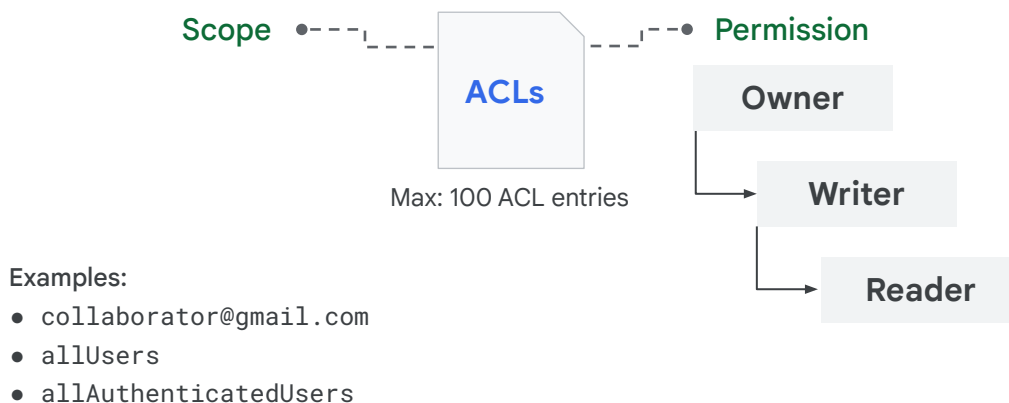 Scope
ACLs
Permission
Owner
Writer
Reader
Max: 100 ACL entries
Examples:
● collaborator@gmail.com
● allUsers
● allAuthenticatedUsers